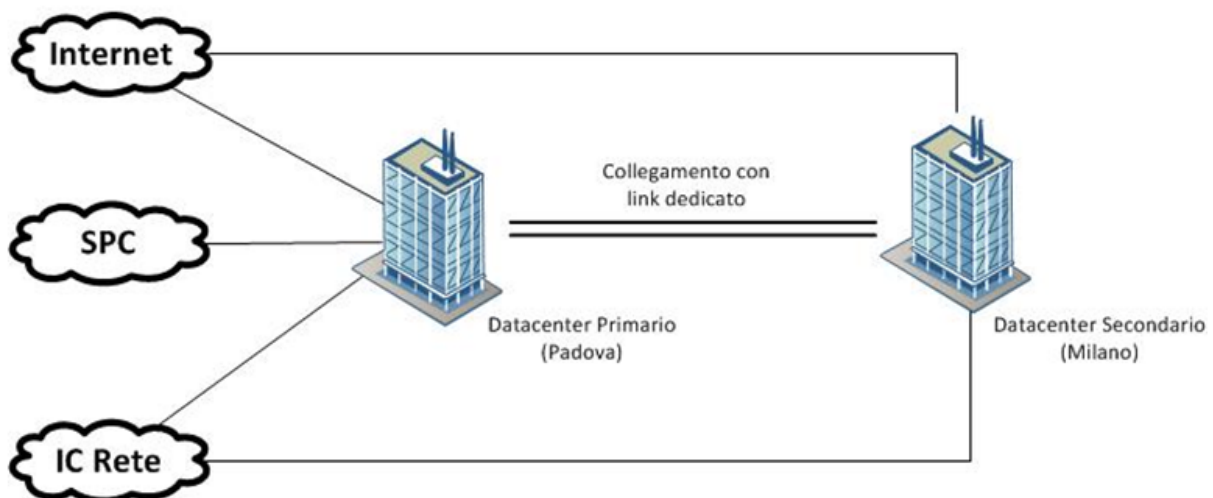 Internet
SPC
IC Rete
Collegamento con
link dedicato
Datacenter Primario
(Padova)
Datacenter Secondario
(Milano)